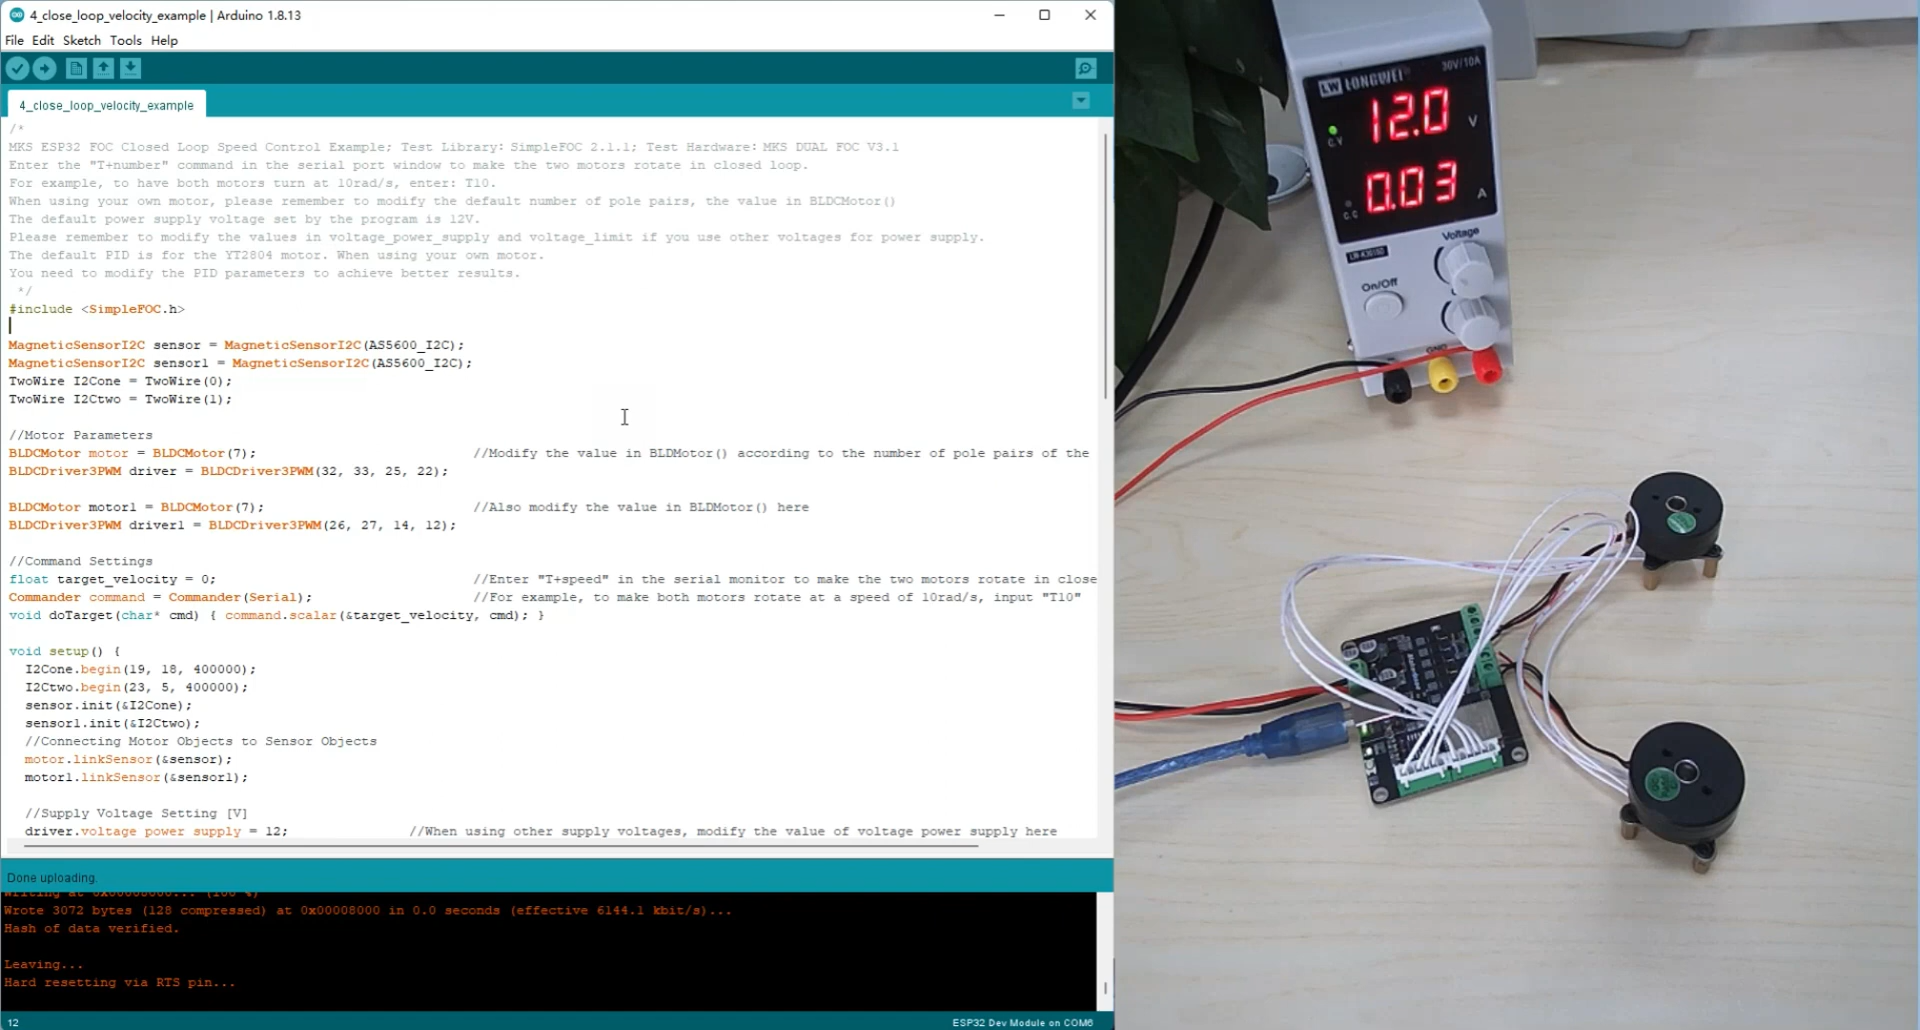 4_close_loop_velocity_example | Arduino 1.8.13
File Edit Sketch Tools Help
4_close_loop_velocity_example
/*
MKS ESP32 FOC Closed Loop Speed Control Example; Test Library: SimpleFOC 2.1.1; Test Hardware: MKS DUAL FOC V3.1
Enter the "T+number" command in the serial port window to make the two motors rotate in closed loop.
For example, to have both motors turn at 10rad/s, enter: T10.
When using your own motor, please remember to modify the default number of pole pairs, the value in BLDCMotor()
The default power supply voltage set by the program is 12V.
Please remember to modify the values in voltage_power_supply and voltage_limit if you use other voltages for power supply.
The default PID is for the YT2804 motor. When using your own motor.
You need to modify the PID parameters to achieve better results.
*/
#include <SimpleFOC.h>
MagneticSensorI2C sensor = MagneticSensorI2C(AS5600_I2C);
MagneticSensorI2C sensor1 = MagneticSensorI2C(AS5600_I2C);
TwoWire I2Cone = TwoWire(0);
TwoWire I2Ctwo = TwoWire(1);
//Motor Parameters
BLDCMotor motor = BLDCMotor(7); //Modify the value in BLDMotor() according to the number of pole pairs of the
BLDCDriver3PWM driver = BLDCDriver3PWM(32, 33, 25, 22);
BLDCMotor motor1 = BLDCMotor(7); //Also modify the value in BLDMotor() here
BLDCDriver3PWM driver1 = BLDCDriver3PWM(26, 27, 14, 12);
//Command Settings
float target_velocity = 0; //Enter "T+speed" in the serial monitor to make the two motors rotate in close
Commander command = Commander(Serial); //For example, to make both motors rotate at a speed of 10rad/s, input "T10"
void doTarget(char* cmd) { command.scalar(&target_velocity, cmd); }
void setup() {
I2Cone.begin(19, 18, 400000);
I2Ctwo.begin(23, 5, 400000);
sensor.init(&I2Cone);
sensor1.init(&I2Ctwo);
//Connecting Motor Objects to Sensor Objects
motor.linkSensor(&sensor);
motor1.linkSensor(&sensor1);
//Supply Voltage Setting [V]
driver.voltage_power_supply = 12; //When using other supply voltages, modify the value of voltage_power_supply here
Done uploading.
Writing at 0x00008000... (100 %)
Wrote 3072 bytes (128 compressed) at 0x00008000 in 0.0 seconds (effective 6144.1 kbit/s)...
Hash of data verified.
Leaving...
Hard resetting via RTS pin...
12
ESP32 Dev Module on COM6
LW LONGWEI
30V/10A
12.0 V
C.V
0.03 A
C.C
Voltage
On/Off
GND